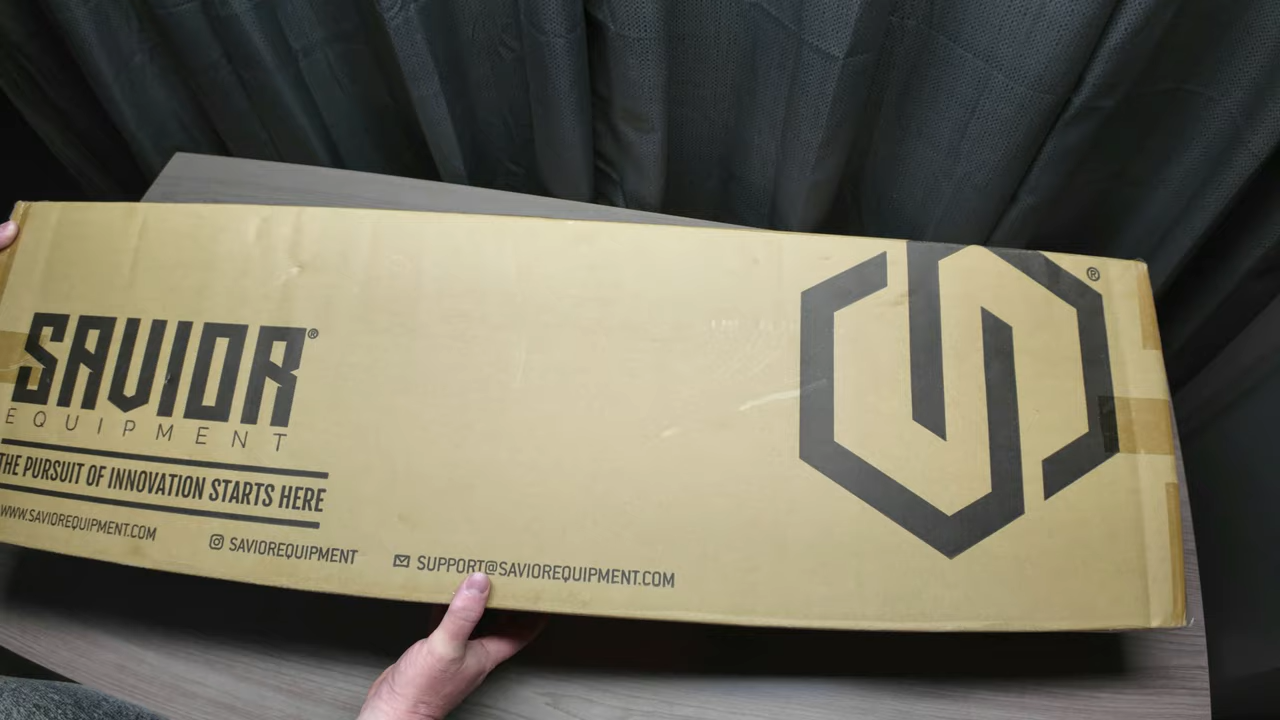 SAVIOR®
EQUIPMENT
THE PURSUIT OF INNOVATION STARTS HERE
WWW.SAVIOREQUIPMENT.COM
SAVIOREQUIPMENT
SUPPORT@SAVIOREQUIPMENT.COM
®